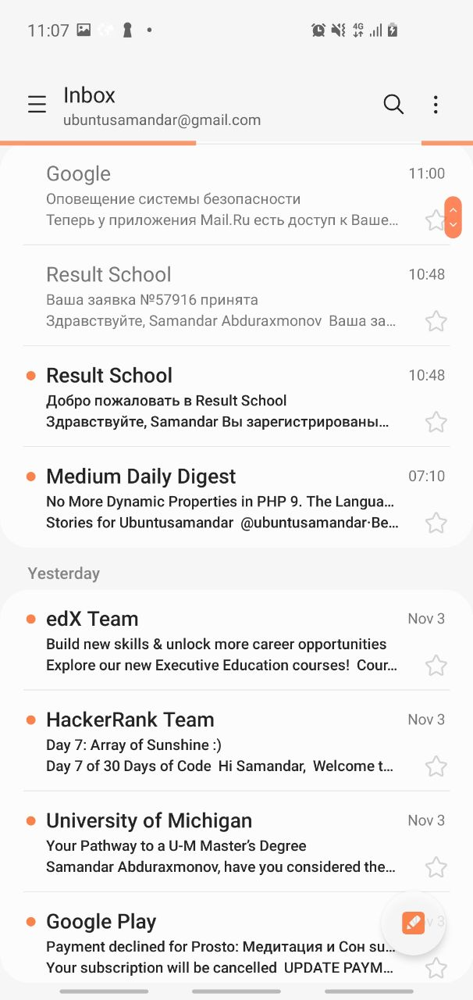 11:07
4G
Inbox
ubuntusamandar@gmail.com
Google 11:00
Оповещение системы безопасности
Теперь у приложения Mail.Ru есть доступ к Ваше…
Result School 10:48
Ваша заявка №57916 принята
Здравствуйте, Samandar Abduraxmonov Ваша за…
Result School 10:48
Добро пожаловать в Result School
Здравствуйте, Samandar Вы зарегистрированы…
Medium Daily Digest 07:10
No More Dynamic Properties in PHP 9. The Langua…
Stories for Ubuntusamandar @ubuntusamandar·Be…
Yesterday
edX Team Nov 3
Build new skills & unlock more career opportunities
Explore our new Executive Education courses! Cour…
HackerRank Team Nov 3
Day 7: Array of Sunshine :)
Day 7 of 30 Days of Code Hi Samandar, Welcome t…
University of Michigan Nov 3
Your Pathway to a U-M Master’s Degree
Samandar Abduraxmonov, have you considered the…
Google Play v 3
Payment declined for Prosto: Медитация и Сон su…
Your subscription will be cancelled UPDATE PAYM…